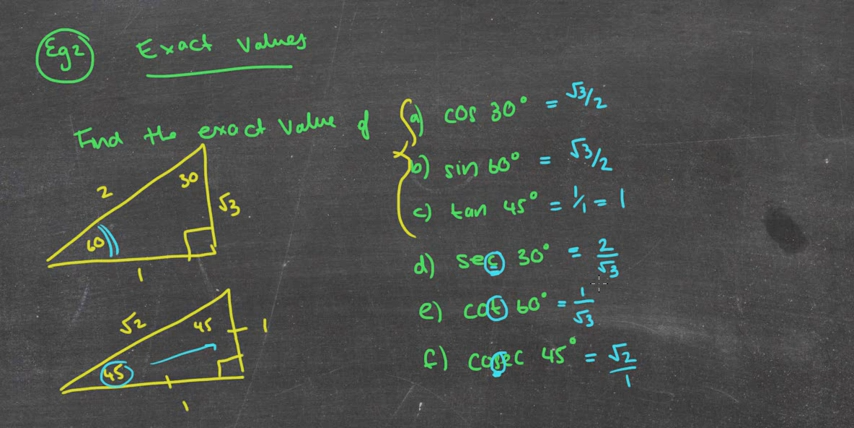 Eg2 Exact Values
Find the exact value of
a) cos 30° = √3/2
b) sin 60° = √3/2
c) tan 45° = 1/1 = 1
d) sec 30° = 2/√3
e) cot 60° = 1/√3
f) cosec 45° = √2/1
2
30
√3
60
1
√2
45
1
45
1